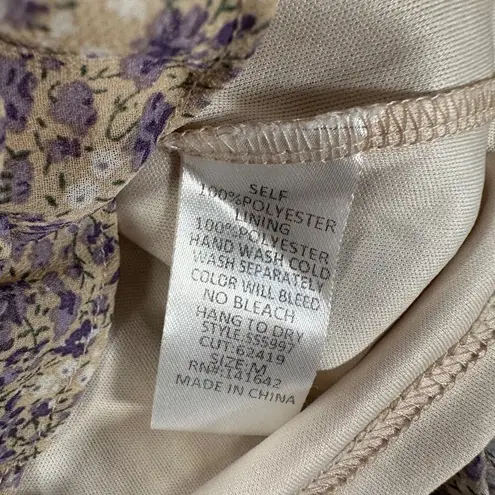 SELF
100%POLYESTER
LINING
100%POLYESTER
HAND WASH COLD
WASH SEPARATELY
COLOR WILL BLEED
NO BLEACH
HANG TO DRY
STYLE.S55997
CUT:62419
SIZE:M
RN#:141642
MADE IN CHINA